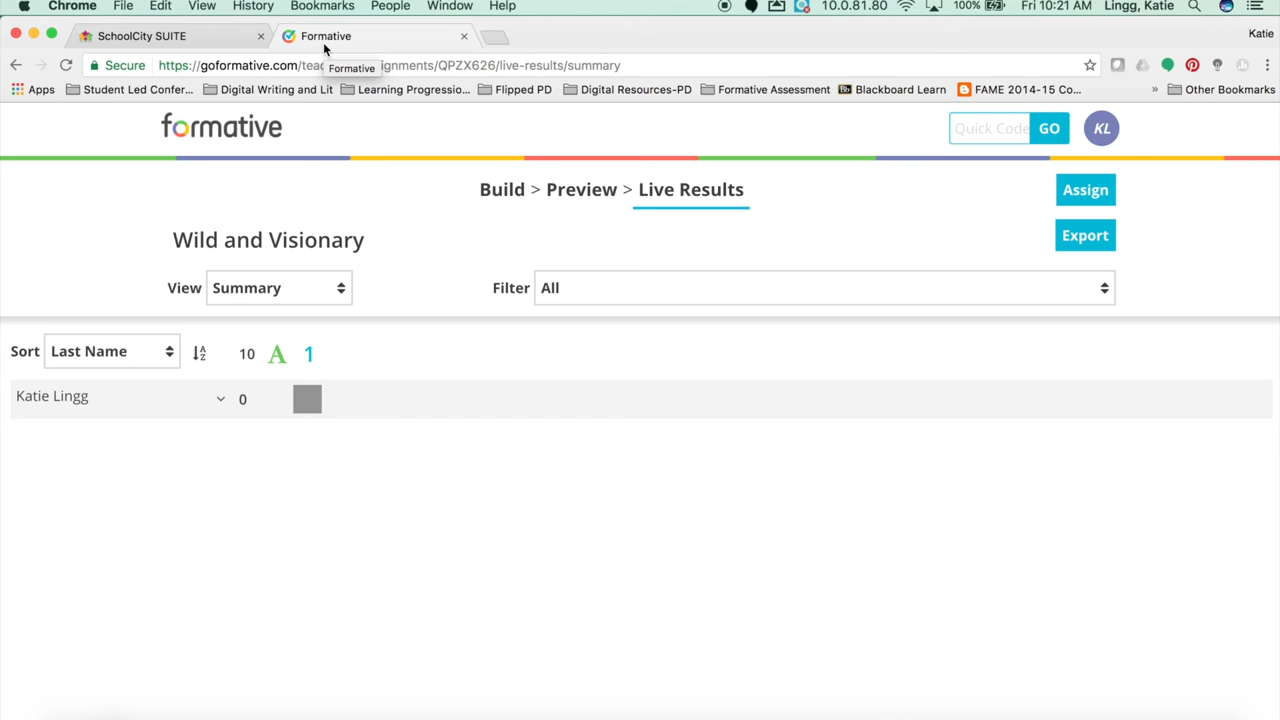 Chrome File Edit View History Bookmarks People Window Help 10.0.81.80 100% Fri 10:21 AM Lingg, Katie
SchoolCity SUITE × Formative × Katie
Secure https://goformative.com/tea gnments/QPZX626/live-results/summary
Formative
Apps Student Led Confer... Digital Writing and Lit Learning Progressio... Flipped PD Digital Resources-PD Formative Assessment Bb Blackboard Learn FAME 2014-15 Co... » Other Bookmarks
formative Quick Code GO KL
Build > Preview > Live Results Assign
Export
Wild and Visionary
View Summary Filter All
Sort Last Name A Z 10 A 1
Katie Lingg 0